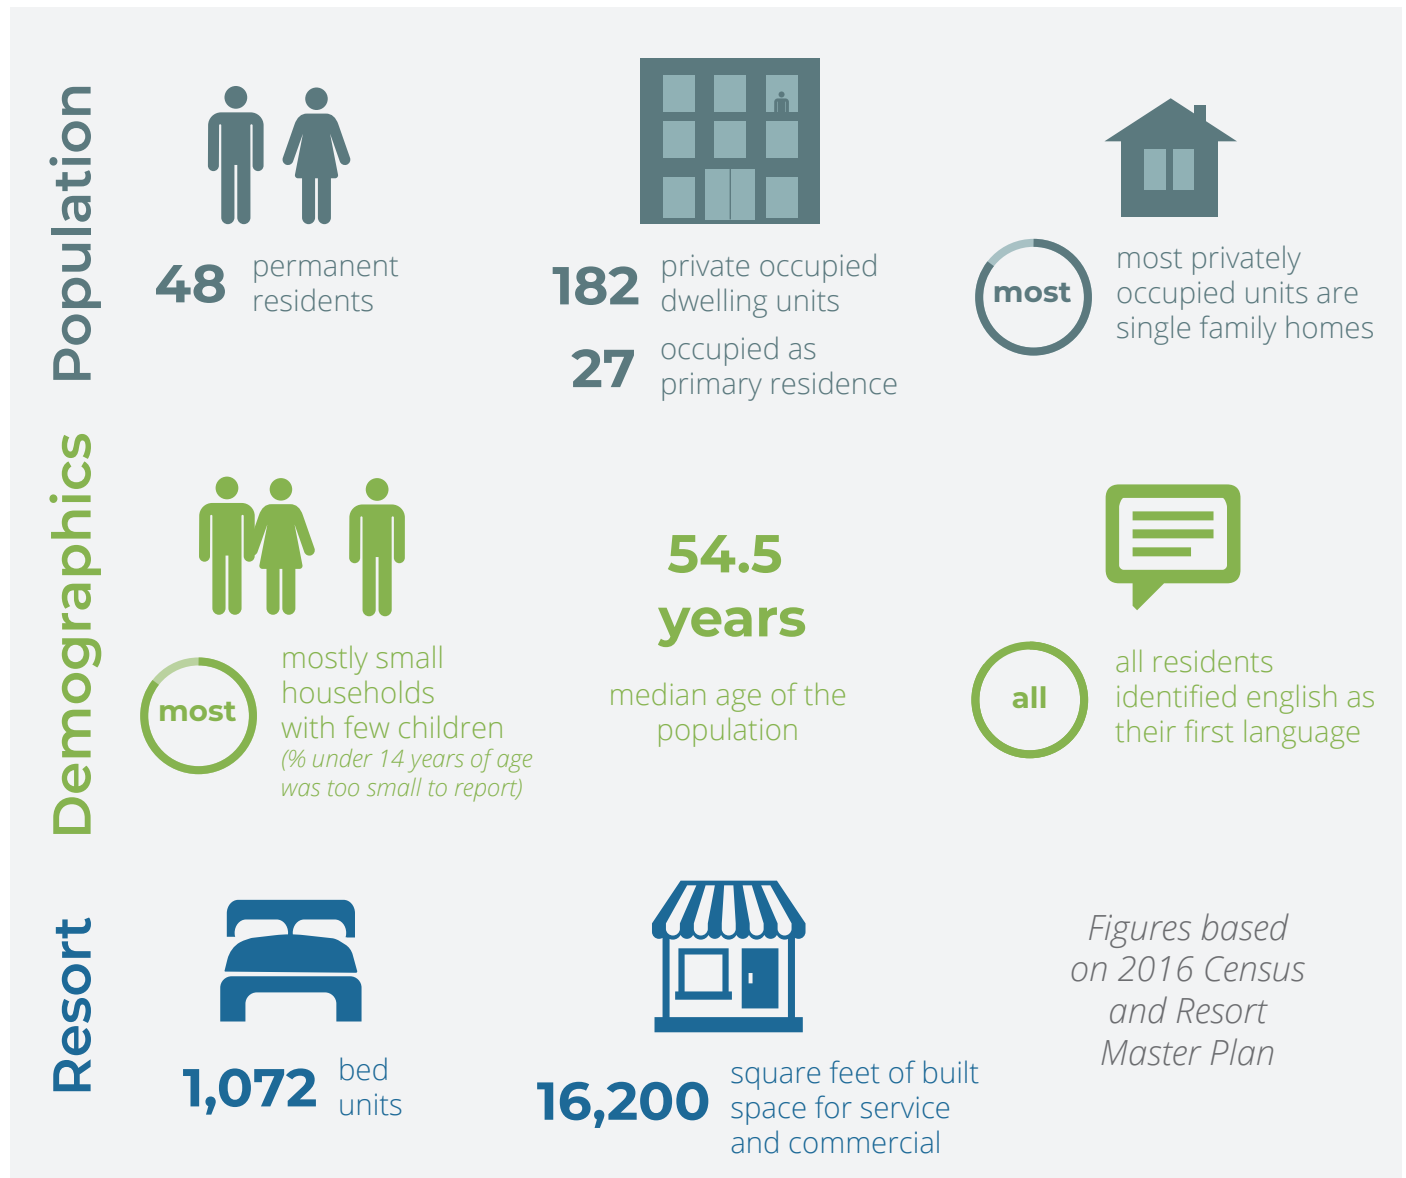 Population
48
permanent
residents
182
private occupied
dwelling units
27
occupied as
primary residence
most
most privately
occupied units are
single family homes
Demographics
most
mostly small
households
with few children
(% under 14 years of age
was too small to report)
54.5
years
median age of the
population
all
all residents
identified english as
their first language
Resort
1,072
bed
units
16,200
square feet of built
space for service
and commercial
Figures based
on 2016 Census
and Resort
Master Plan